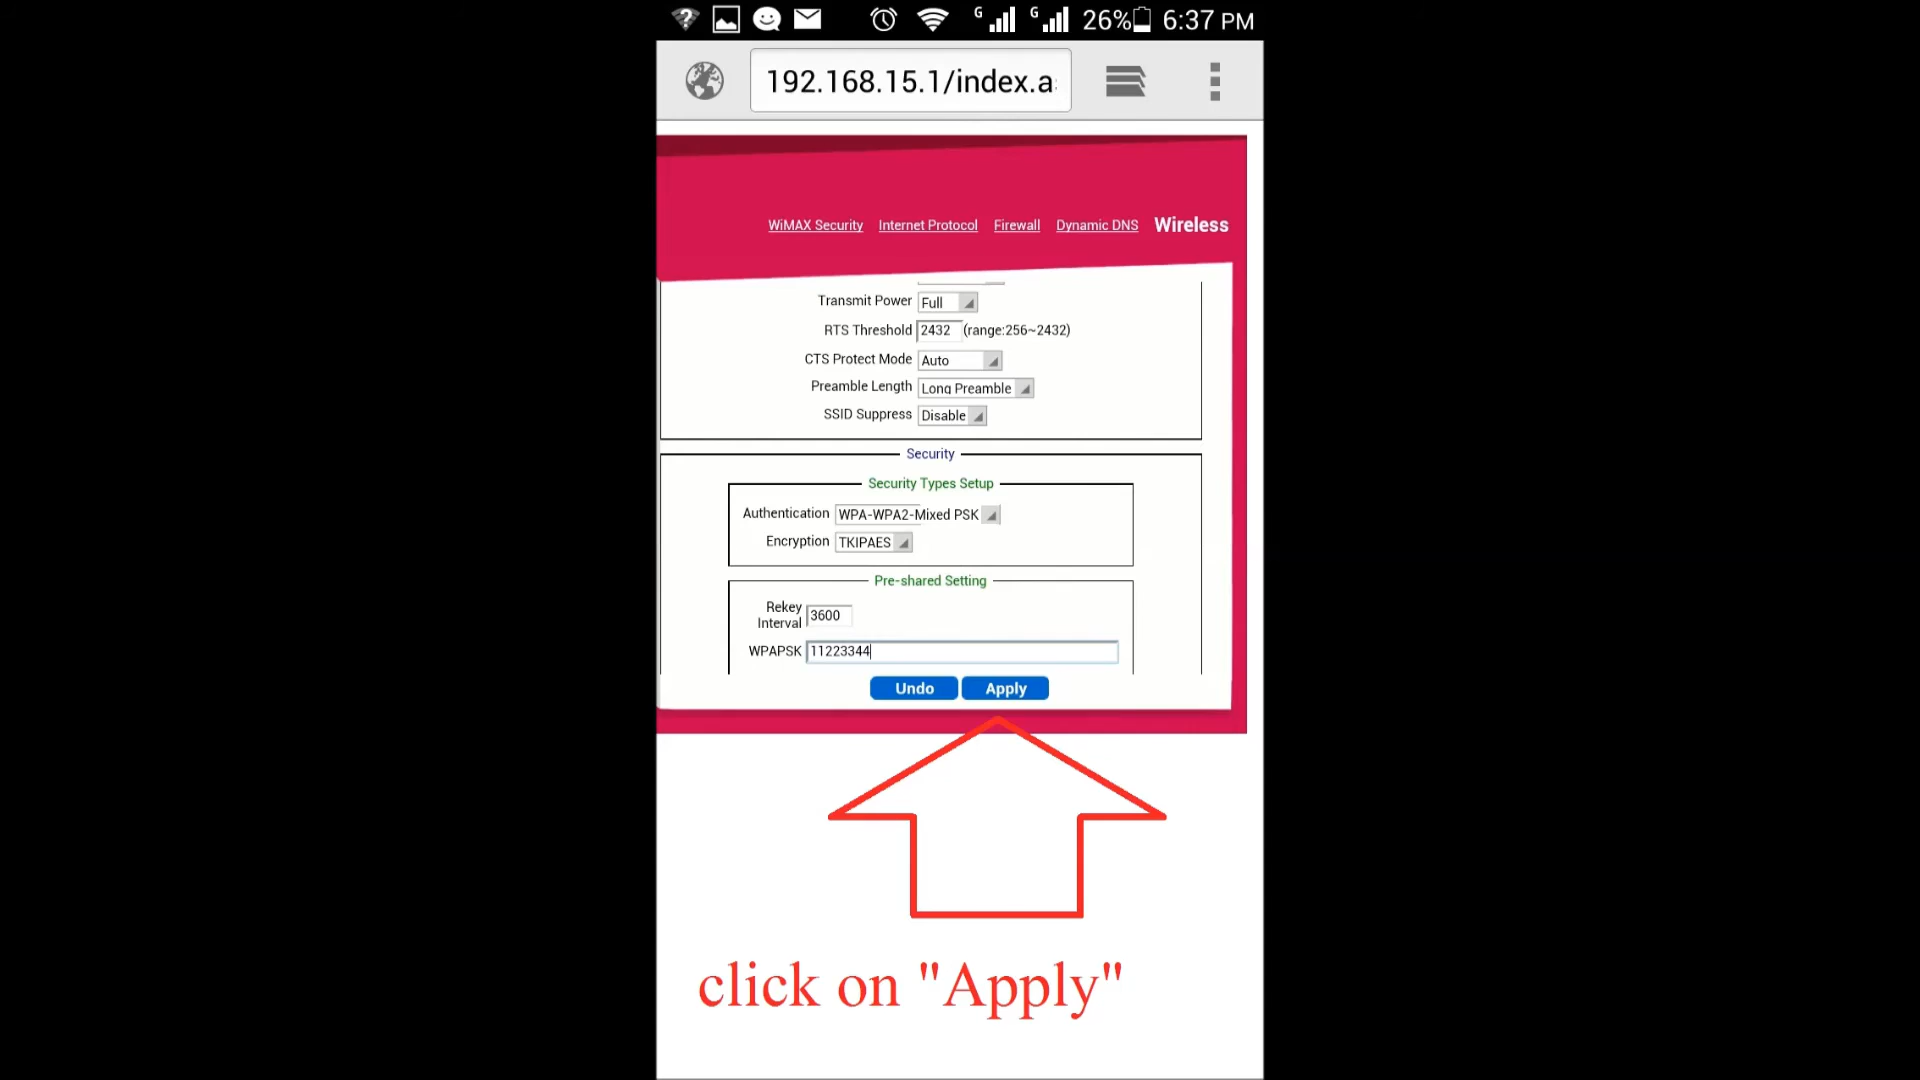 G G 26% 6:37 PM
192.168.15.1/index.a
WiMAX Security Internet Protocol Firewall Dynamic DNS Wireless
Transmit Power Full
RTS Threshold 2432 (range:256~2432)
CTS Protect Mode Auto
Preamble Length Long Preamble
SSID Suppress Disable
Security
Security Types Setup
Authentication WPA-WPA2-Mixed PSK
Encryption TKIPAES
Pre-shared Setting
Rekey
Interval 3600
WPAPSK 11223344
Undo Apply
click on "Apply"